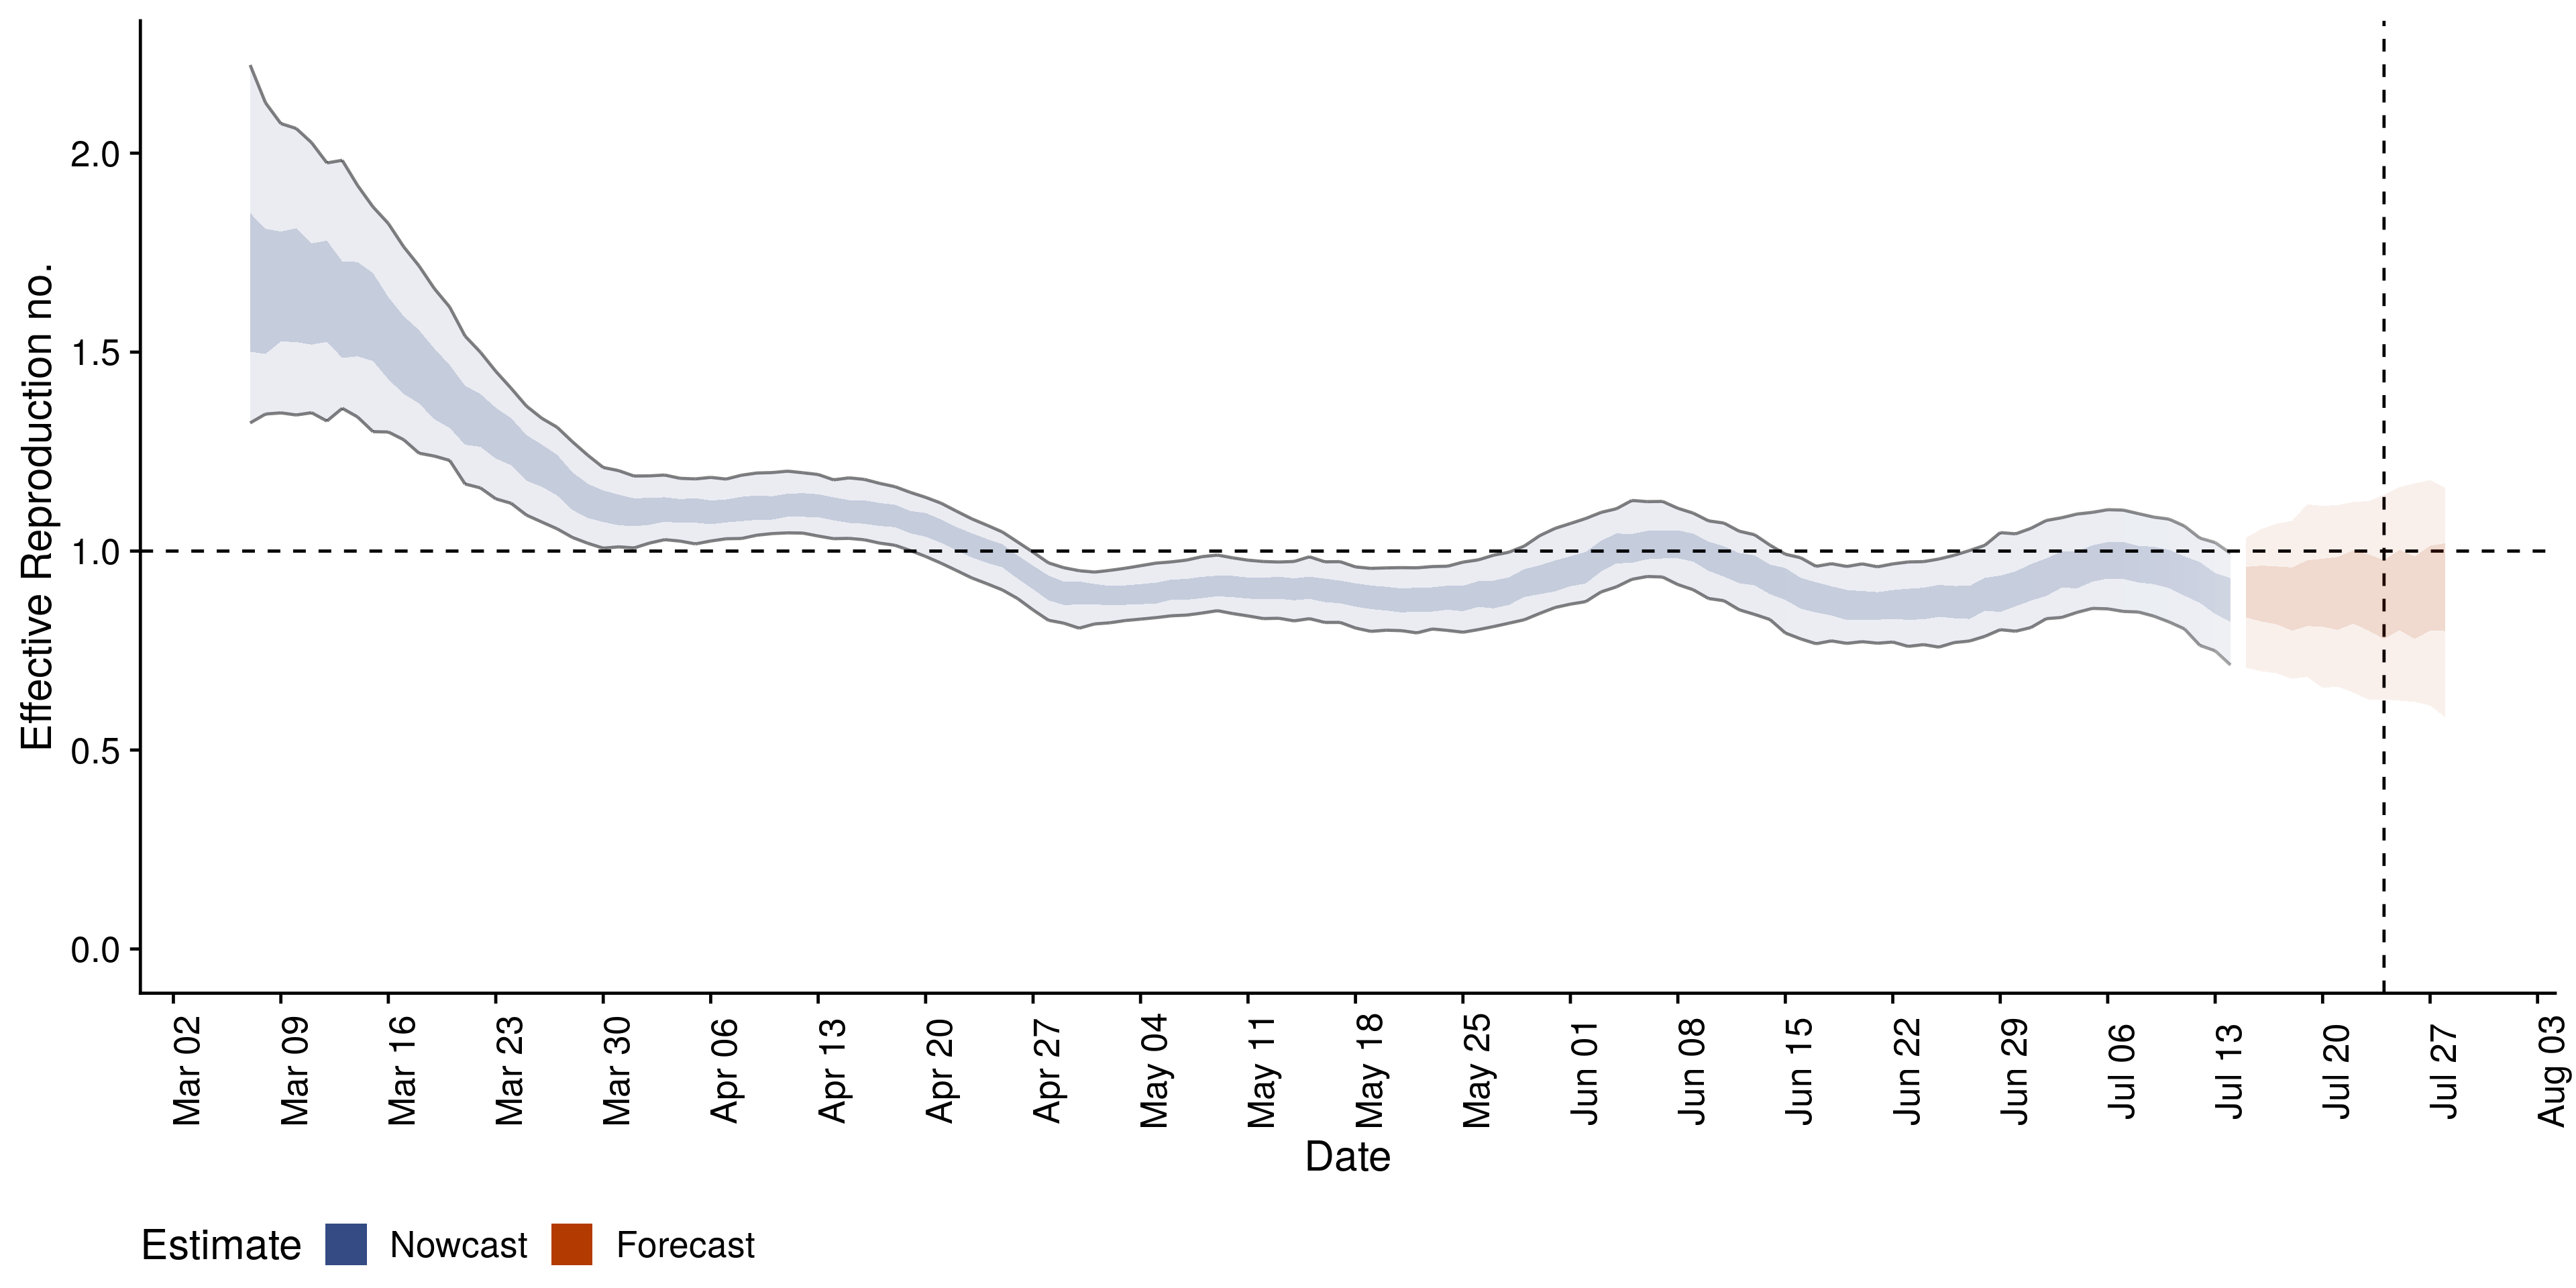 Effective Reproduction no.
2.0
1.5
1.0
0.5
0.0
Mar 02
Mar 09
Mar 16
Mar 23
Mar 30
Apr 06
Apr 13
Apr 20
Apr 27
May 04
May 11
May 18
May 25
Jun 01
Jun 08
Jun 15
Jun 22
Jun 29
Jul 06
Jul 13
Jul 20
Jul 27
Aug 03
Date
Estimate Nowcast Forecast